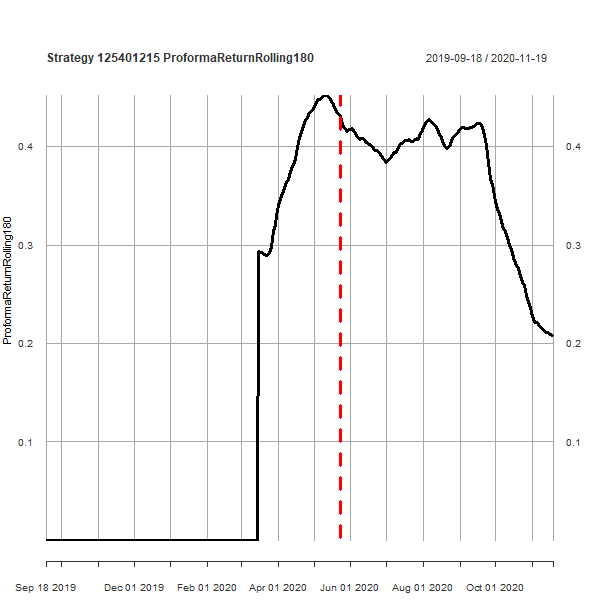 Strategy 125401215 ProformaReturnRolling180
2019-09-18 / 2020-11-19
ProformaReturnRolling180
0.4
0.4
0.3
0.3
0.2
0.2
0.1
0.1
Sep 18 2019
Dec 01 2019
Feb 01 2020
Apr 01 2020
Jun 01 2020
Aug 01 2020
Oct 01 2020